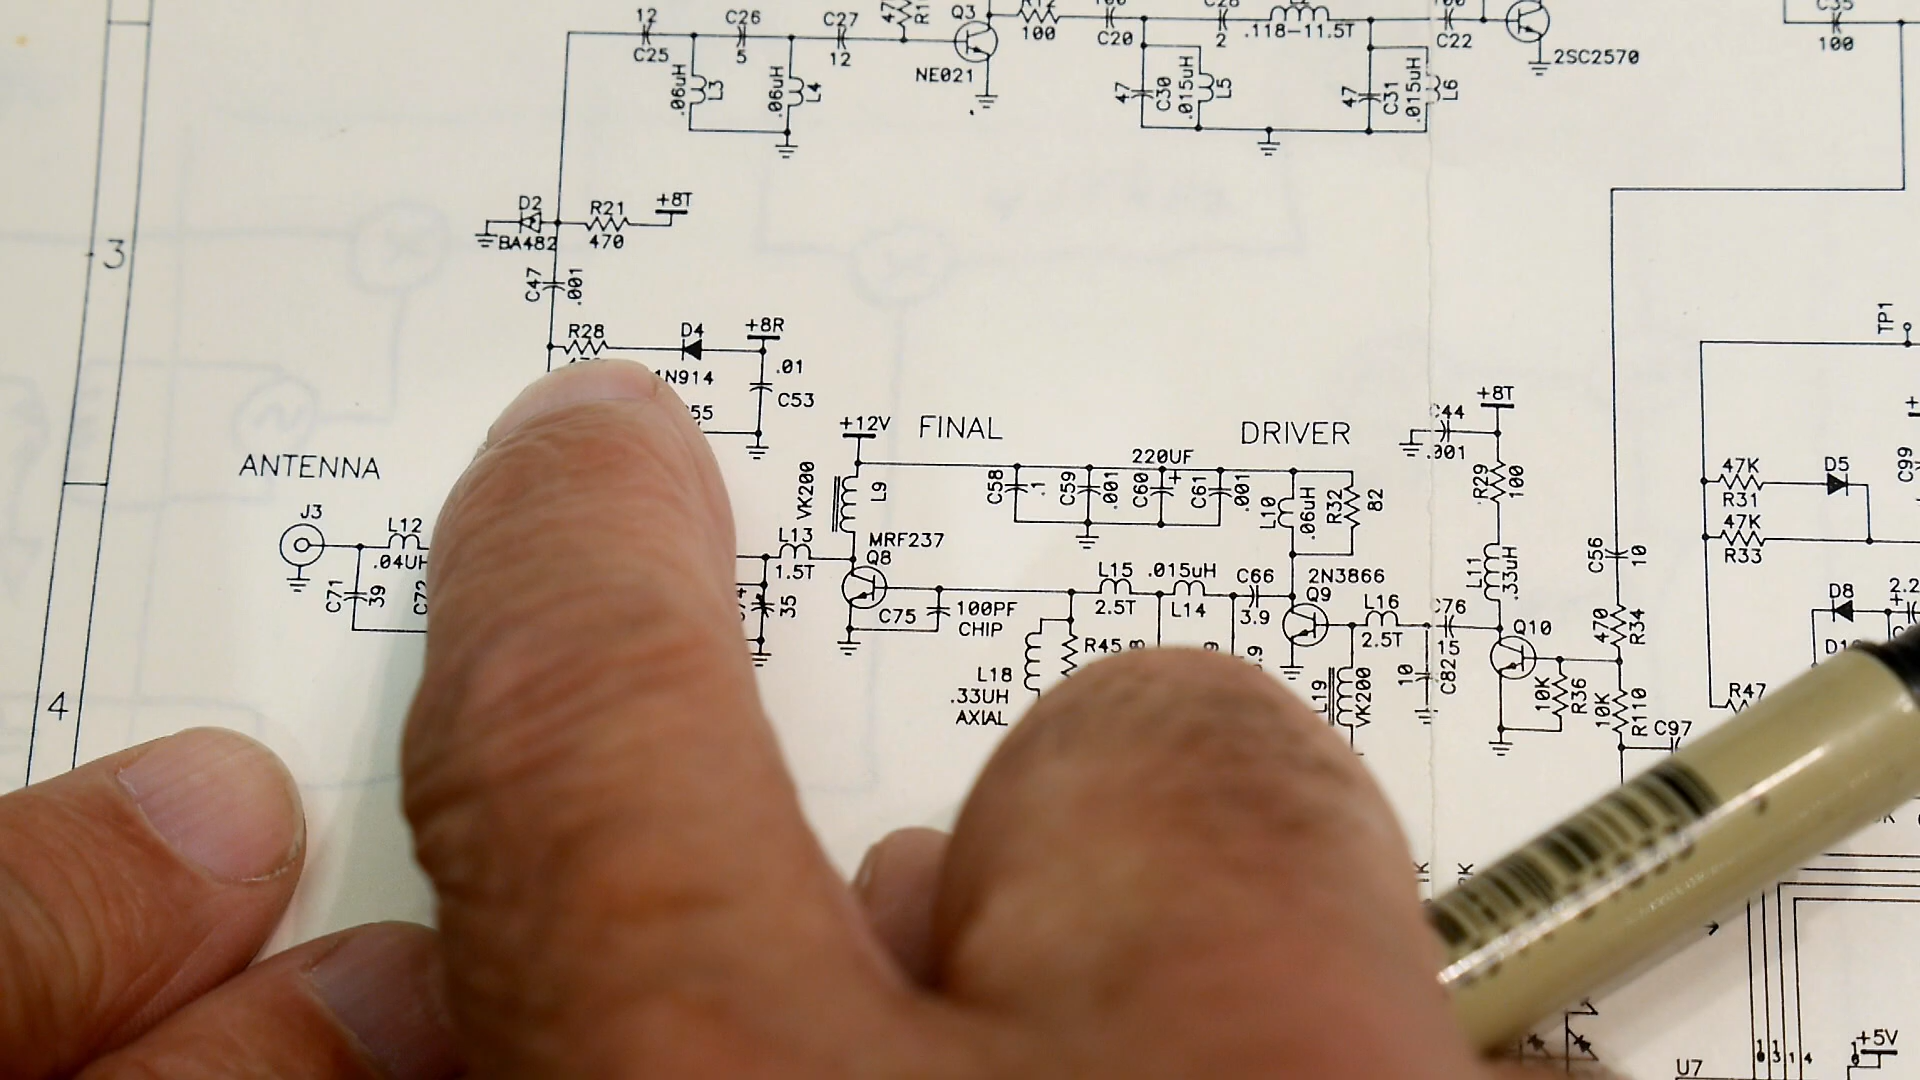 12
C25
C26
5
C27
12
Q3
NE021
100
C20
2
.118-11.5T
C22
2SC2570
C35
100
.06uH
L3
.06uH
L4
47
C30
.015uH
L5
47
C31
.015uH
L6
3
D2
BA482
R21
470
+8T
C47
.001
R28
D4
+8R
1N914
.01
C53
TP1
ANTENNA
+12V
FINAL
DRIVER
220UF
C44
.001
+8T
VK200
L9
C58
.1
C59
.001
C60
+
C61
.001
L10
.06uH
R32
82
R29
100
47K
R31
D5
C99
47K
R33
J3
L12
.04UH
C71
39
L13
1.5T
MRF237
Q8
35
C75
100PF
CHIP
L15
2.5T
.015uH
L14
C66
3.9
2N3866
Q9
L16
2.5T
C76
15
L11
.33uH
Q10
C56
10
470
R34
D8
2.2
+
L18
.33UH
AXIAL
R45
L19
VK200
10
C82
10K
R36
10K
R110
C97
R47
4
+5V
U7